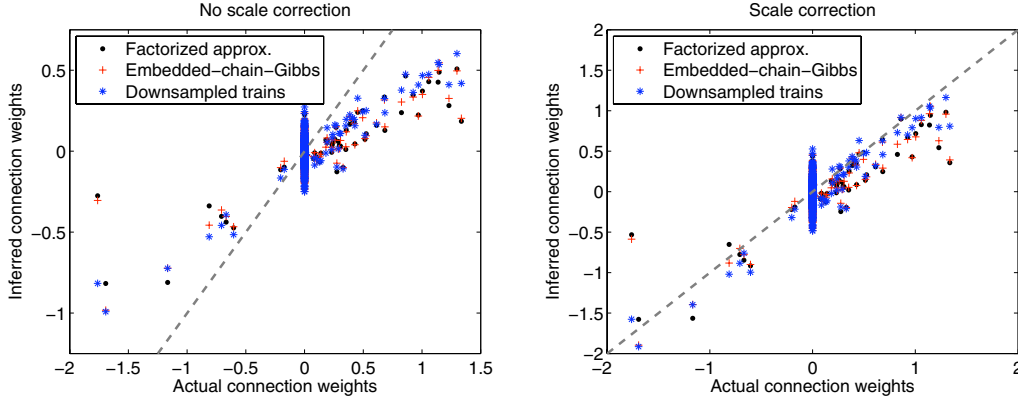 No scale correction
Factorized approx.
Embedded-chain-Gibbs
Downsampled trains
0.5
0
−0.5
−1
−2
−1.5
−1
−0.5
0
0.5
1
1.5
Inferred connection weights
Actual connection weights
Scale correction
Factorized approx.
Embedded-chain-Gibbs
Downsampled trains
2
1.5
1
0.5
0
−0.5
−1
−1.5
−2
−2
−1
0
1
2
Inferred connection weights
Actual connection weights